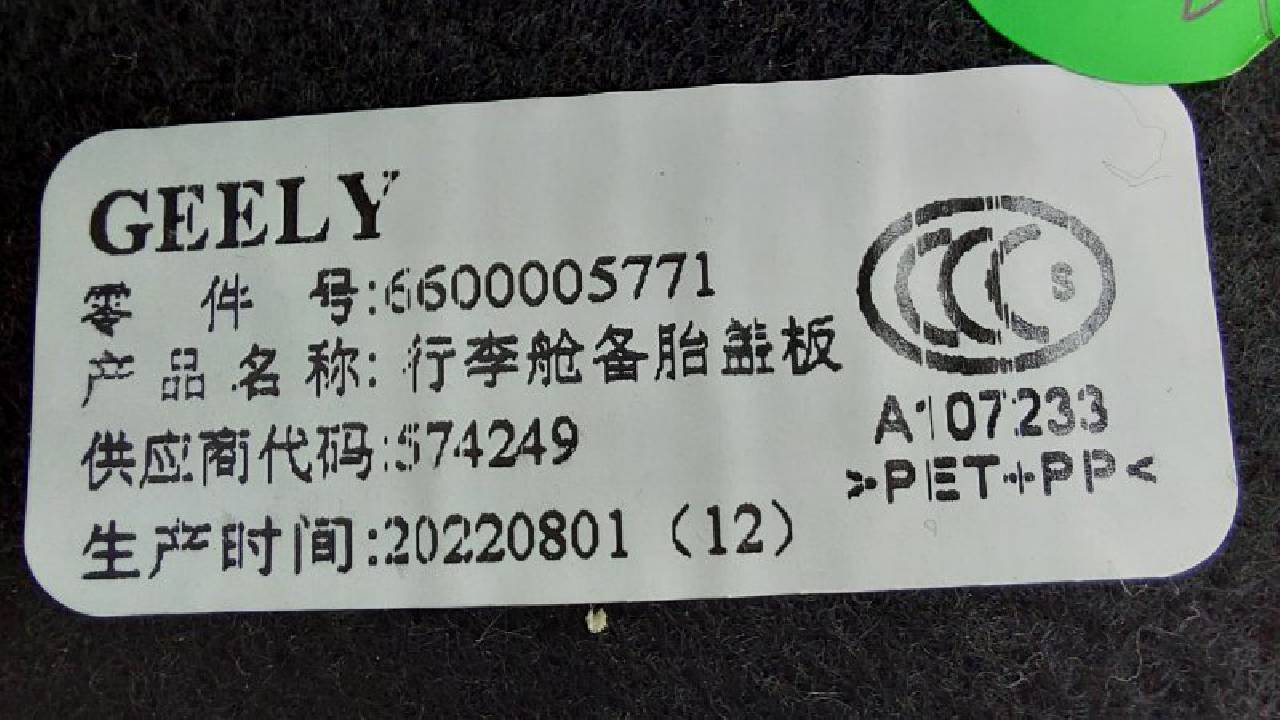 GEELY
零 件 号:6600005771
产 品 名 称: 行李舱备胎盖板
供应商代码:574249
生产时间:20220801（12）
CCC S
A107233
>PET+PP<